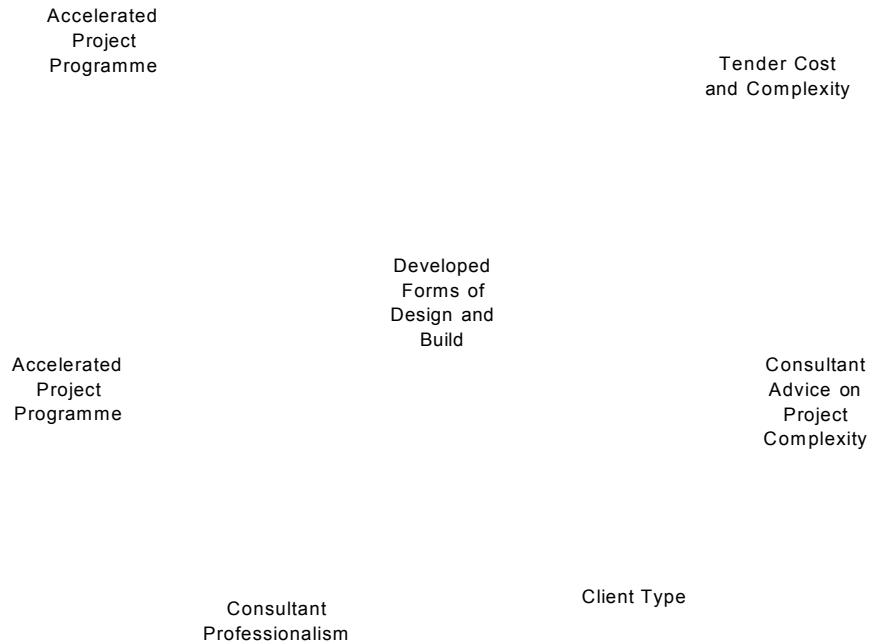 Accelerated
Project
Programme
Tender Cost
and Complexity
Developed
Forms of
Design and
Build
Accelerated
Project
Programme
Consultant
Advice on
Project
Complexity
Client Type
Consultant
Professionalism